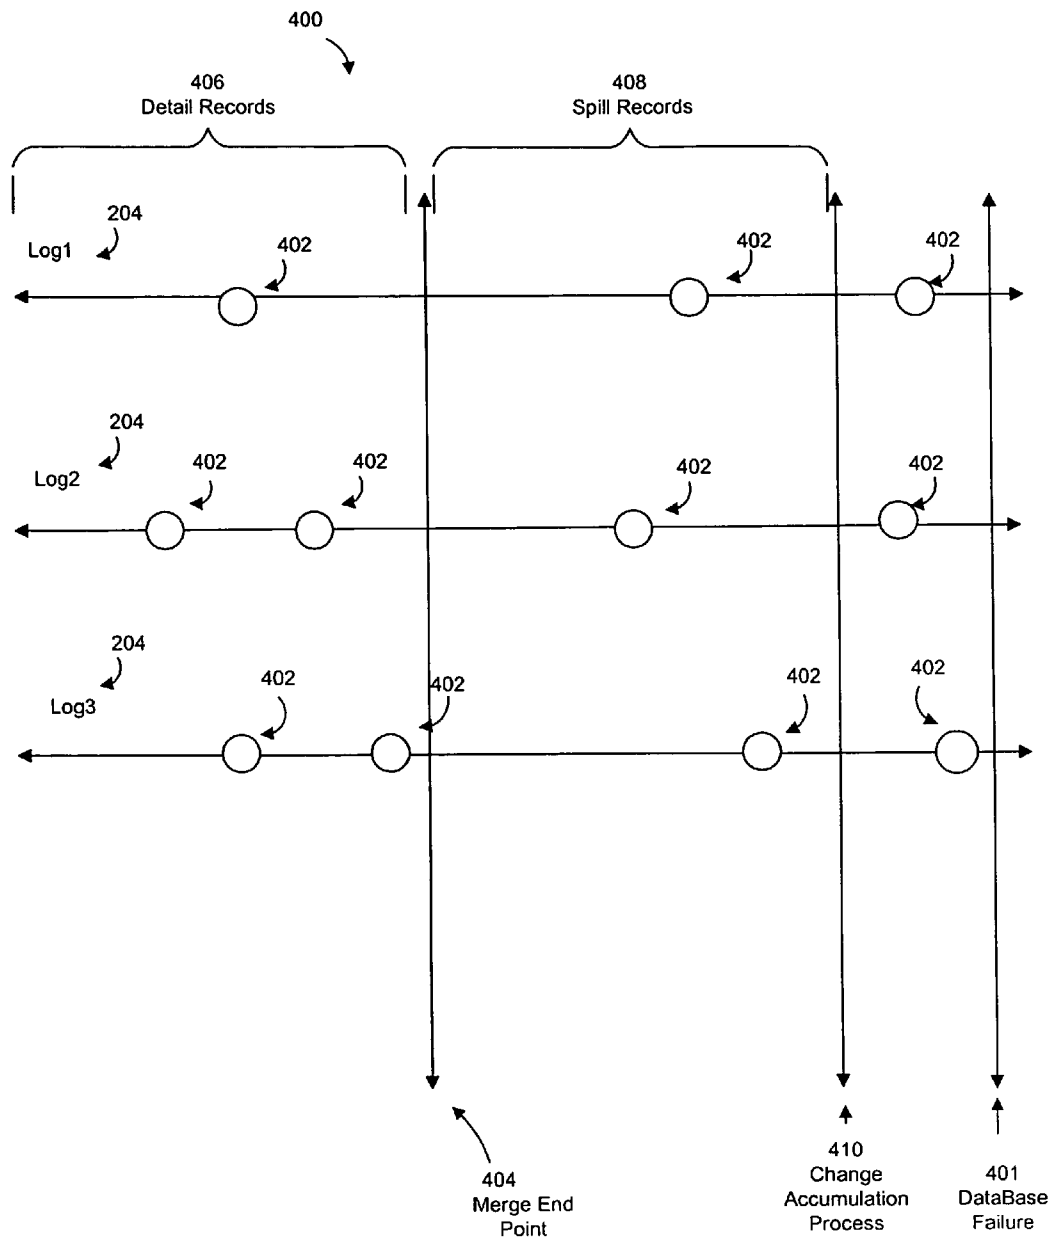 400
406
Detail Records
408
Spill Records
204
Log1
402
402
402
204
Log2
402
402
402
402
204
Log3
402
402
402
402
404
Merge End
Point
410
Change
Accumulation
Process
401
DataBase
Failure